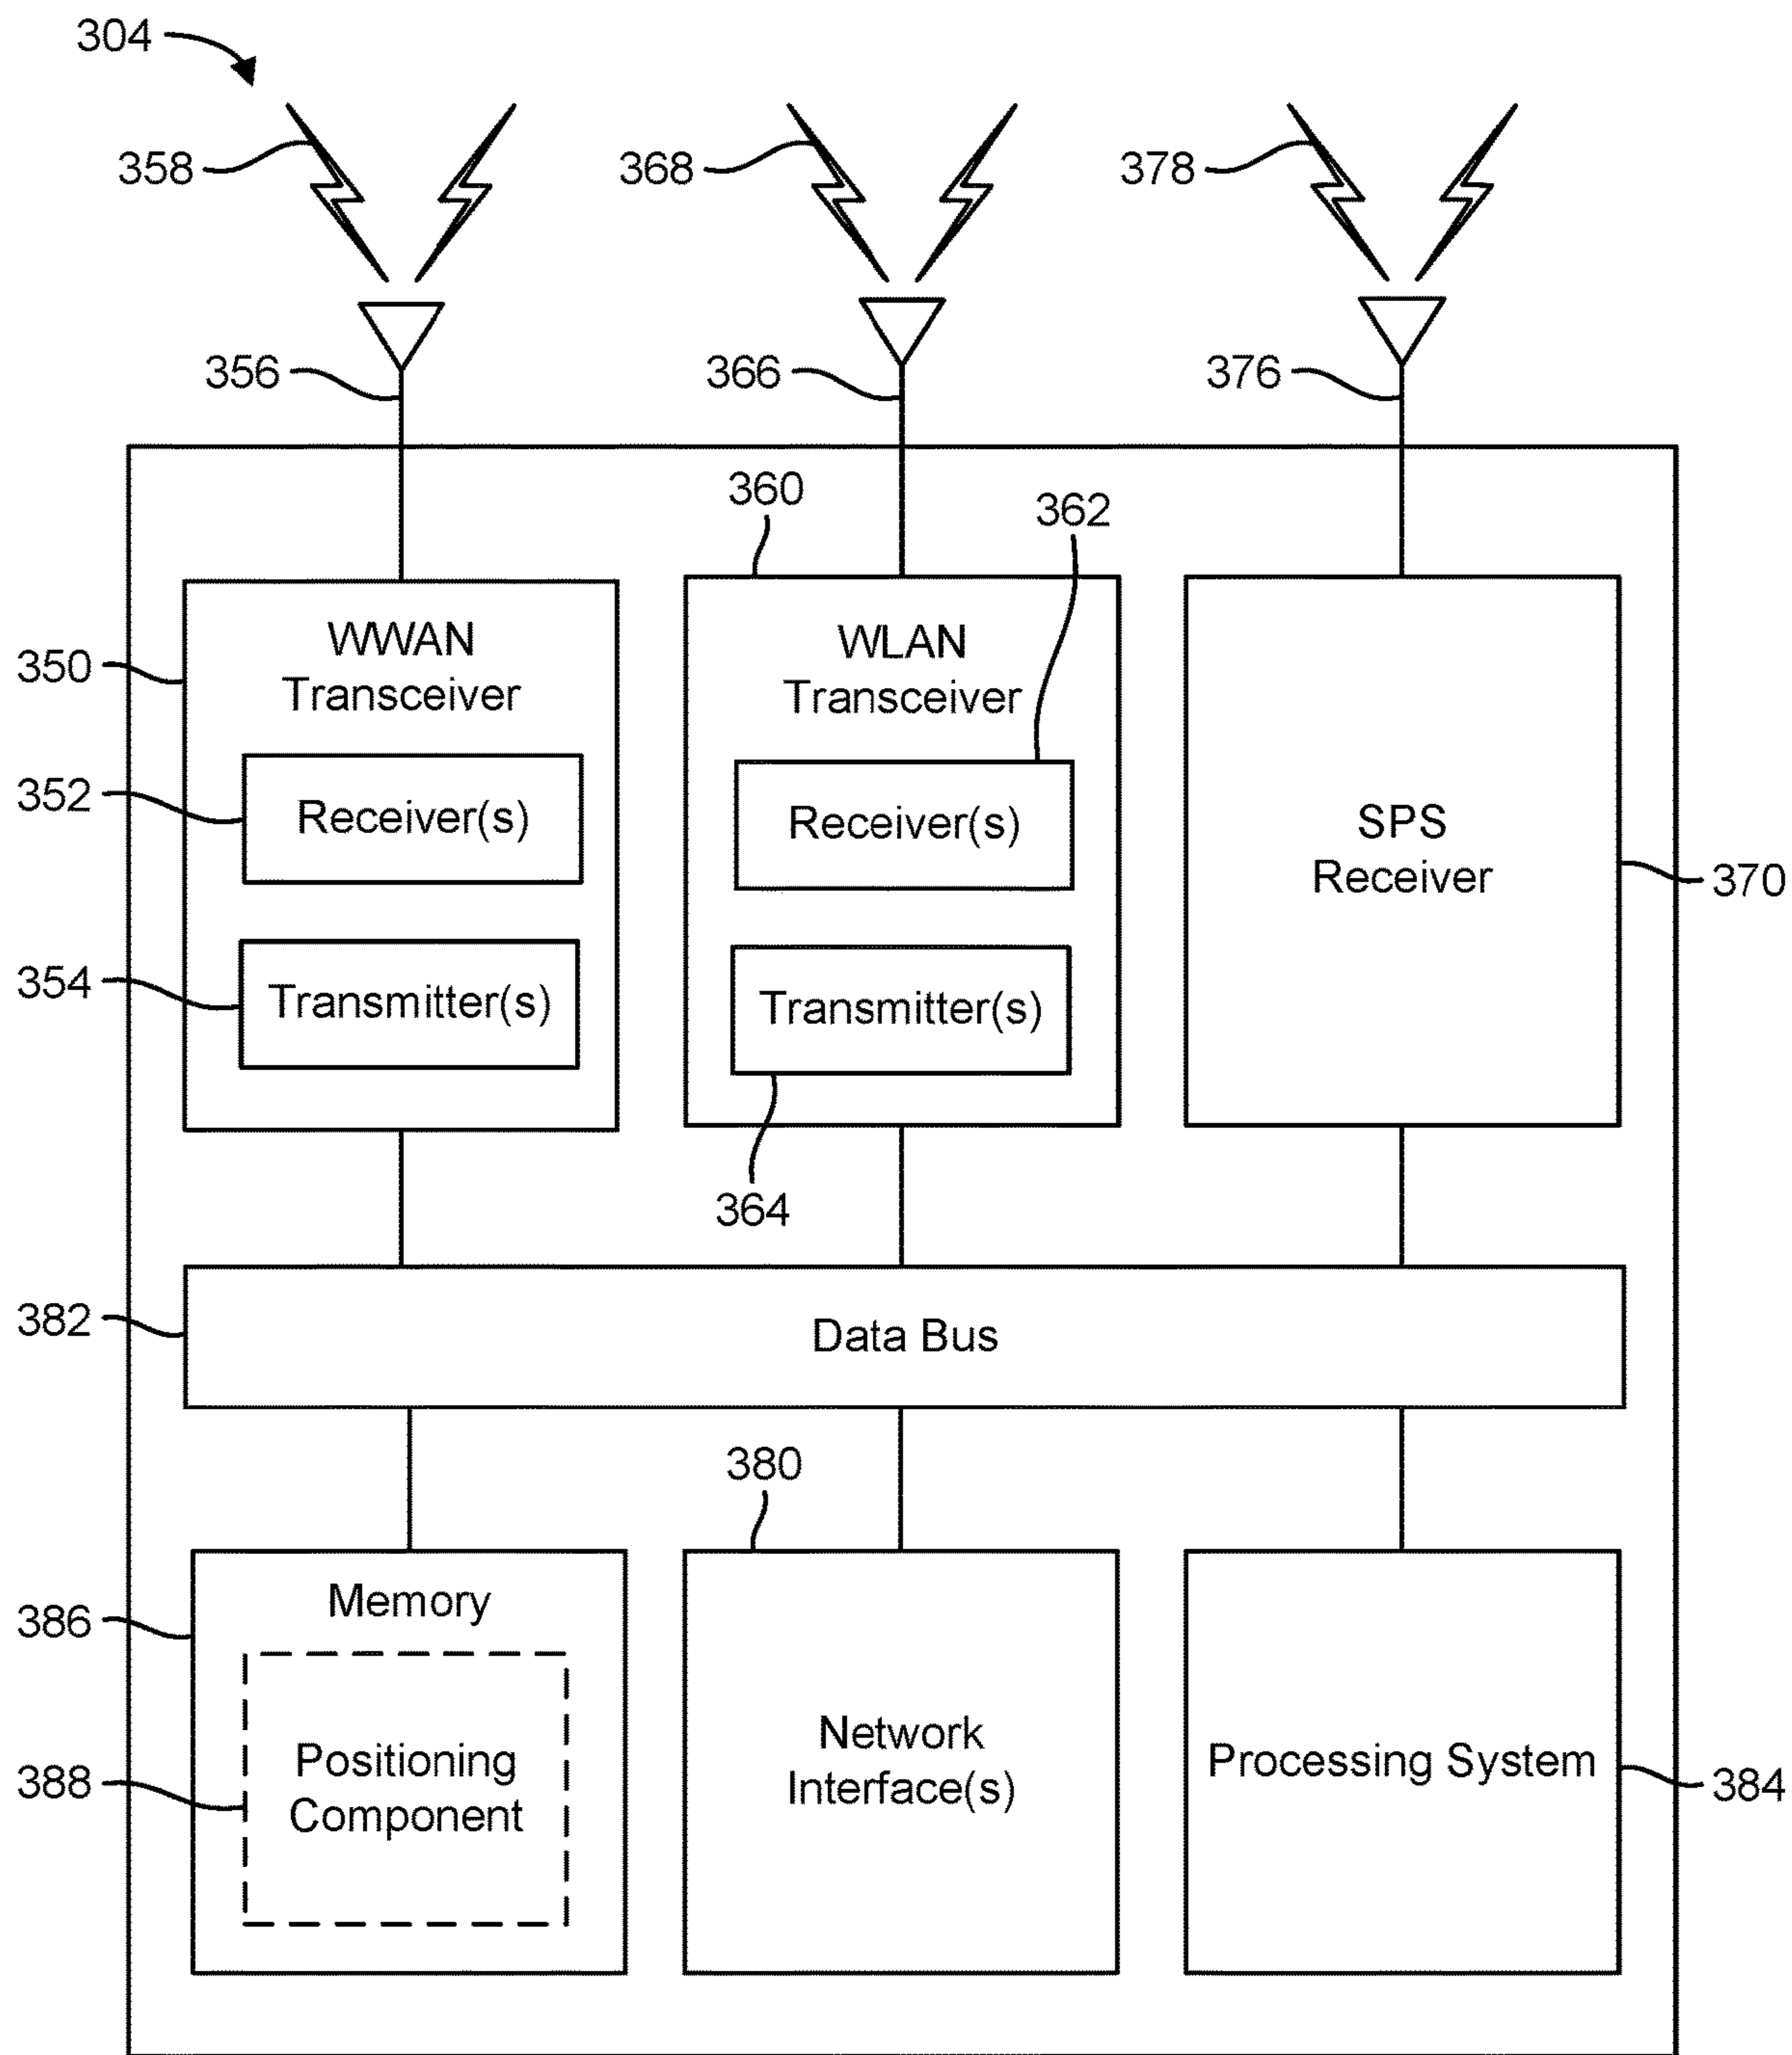 304
358
368
378
356
366
376
360
362
350
WWAN
Transceiver
WLAN
Transceiver
352
Receiver(s)
Receiver(s)
SPS
Receiver
370
354
Transmitter(s)
Transmitter(s)
364
382
Data Bus
380
386
Memory
388
Positioning
Component
Network
Interface(s)
Processing System
384